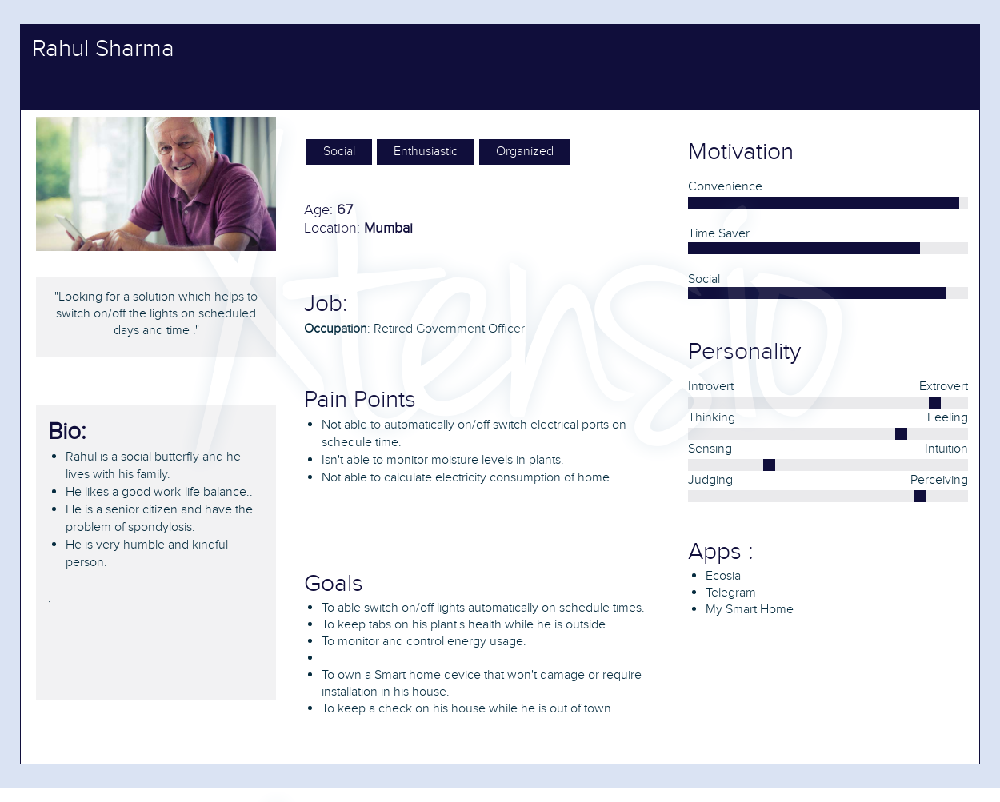 Rahul Sharma
"Looking for a solution which helps to
switch on/off the lights on scheduled
days and time ."
Bio:
• Rahul is a social butterfly and he
lives with his family.
• He likes a good work-life balance..
• He is a senior citizen and have the
problem of spondylosis.
• He is very humble and kindful
person.
.
Social Enthusiastic Organized
Age: 67
Location: Mumbai
Job:
Occupation: Retired Government Officer
Pain Points
• Not able to automatically on/off switch electrical ports on
schedule time.
• Isn't able to monitor moisture levels in plants.
• Not able to calculate electricity consumption of home.
Goals
• To able switch on/off lights automatically on schedule times.
• To keep tabs on his plant's health while he is outside.
• To monitor and control energy usage.
•
• To own a Smart home device that won't damage or require
installation in his house.
• To keep a check on his house while he is out of town.
Motivation
Convenience
Time Saver
Social
Personality
Introvert Extrovert
Thinking Feeling
Sensing Intuition
Judging Perceiving
Apps :
• Ecosia
• Telegram
• My Smart Home
xtensio